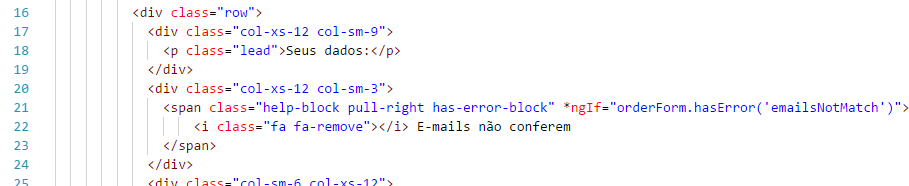 16 <div class="row">
17 <div class="col-xs-12 col-sm-9">
18 <p class="lead">Seus dados:</p>
19 </div>
20 <div class="col-xs-12 col-sm-3">
21 <span class="help-block pull-right has-error-block" *ngIf="orderForm.hasError('emailsNotMatch')">
22 <i class="fa fa-remove"></i> E-mails não conferem
23 </span>
24 </div>
25 <div class="col-sm-6 col-xs-12">